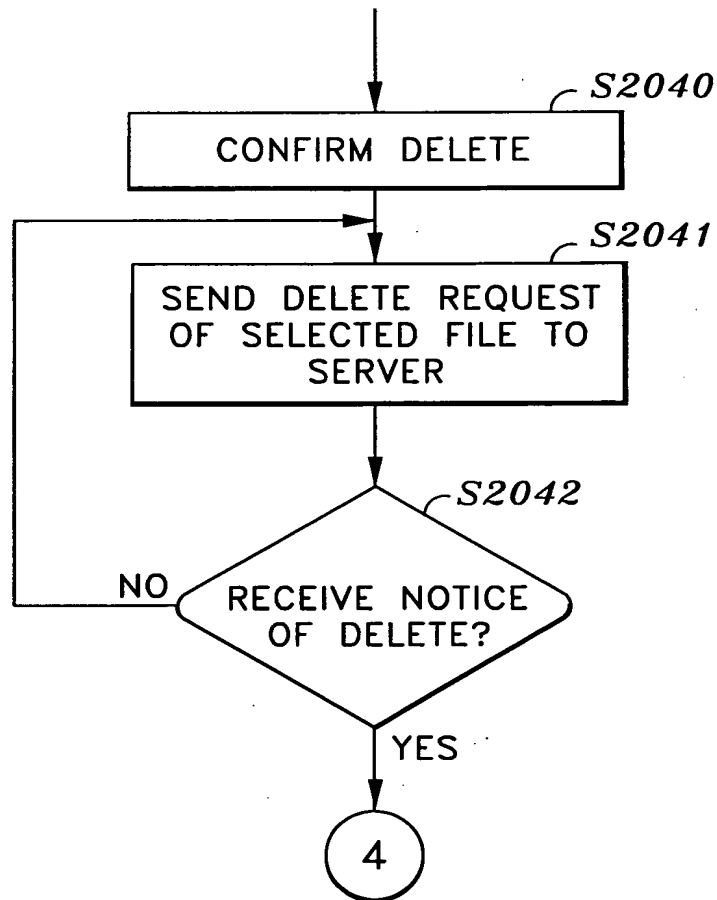 S2040
CONFIRM DELETE
S2041
SEND DELETE REQUEST
OF SELECTED FILE TO
SERVER
S2042
NO
RECEIVE NOTICE
OF DELETE?
YES
4